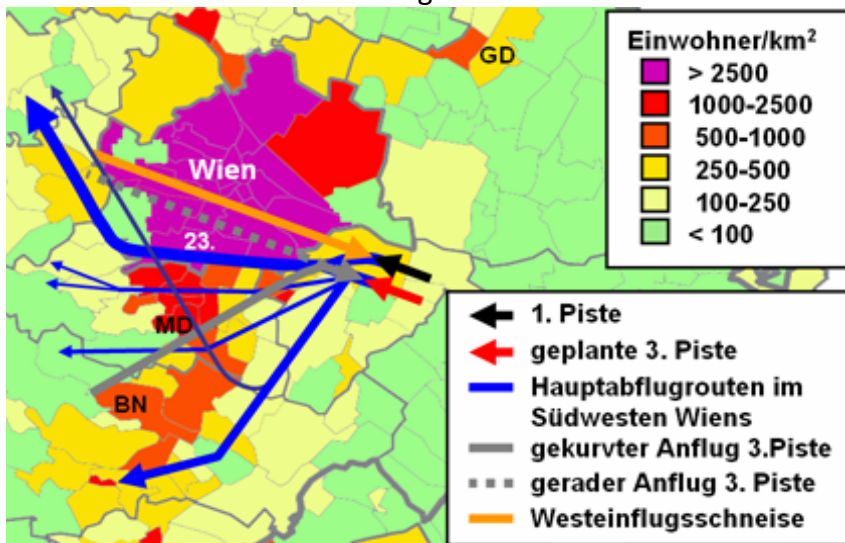 GD
Wien
23.
MD
BN
Einwohner/km²
> 2500
1000-2500
500-1000
250-500
100-250
< 100
1. Piste
geplante 3. Piste
Hauptabflugrouten im
Südwesten Wiens
gekurvter Anflug 3.Piste
gerader Anflug 3. Piste
Westeinflugsschneise